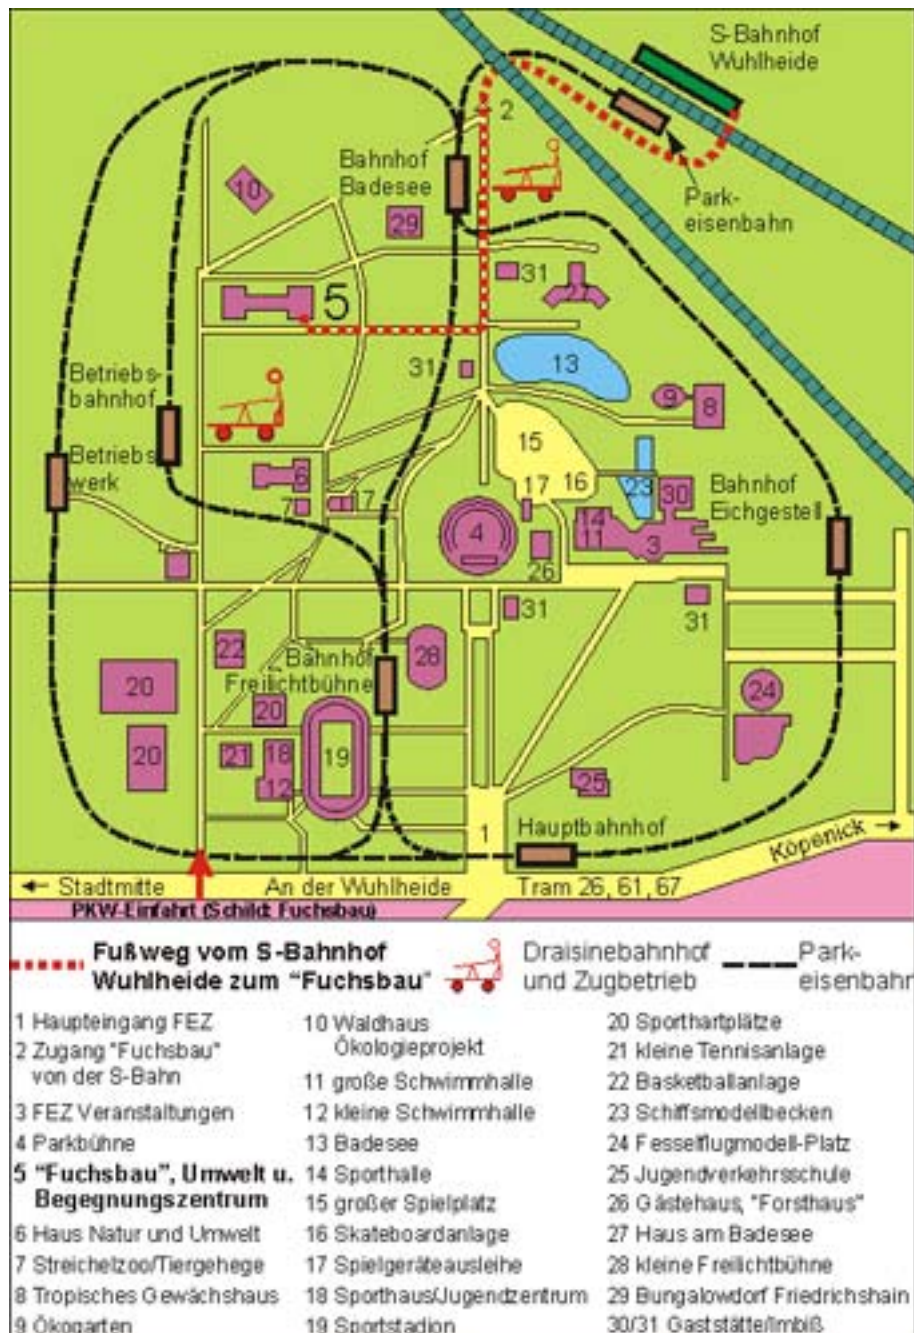 S-Bahnhof
Wuhlheide
2
Bahnhof
Badesee
10
29
Park-
eisenbahn
31
27
5
31
13
Betriebs-
bahnhof
9
8
15
Betriebs
werk
6
7
17
17
16
23
30
Bahnhof
Eichgestell
4
14
11
3
26
31
31
22
Bahnhof
Freilichtbühne
28
20
20
24
20
21
18
19
12
25
1
Hauptbahnhof
Köpenick →
← Stadtmitte
An der Wuhlheide
Tram 26, 61, 67
PKW-Einfahrt (Schild: Fuchsbau)
Fußweg vom S-Bahnhof
Wuhlheide zum "Fuchsbau"
Draisinebahnhof
und Zugbetrieb
Park-
eisenbahn
1 Haupteingang FEZ
2 Zugang "Fuchsbau"
von der S-Bahn
3 FEZ Veranstaltungen
4 Parkbühne
5 "Fuchsbau", Umwelt u.
Begegnungszentrum
6 Haus Natur und Umwelt
7 Streichelzoo/Tiergehege
8 Tropisches Gewächshaus
9 Ökogarten
10 Waldhaus
Ökologieprojekt
11 große Schwimmhalle
12 kleine Schwimmhalle
13 Badesee
14 Sporthalle
15 großer Spielplatz
16 Skateboardanlage
17 Spielgeräteausleihe
18 Sporthaus/Jugendzentrum
19 Sportstadion
20 Sporthartplätze
21 kleine Tennisanlage
22 Basketballanlage
23 Schiffsmodellbecken
24 Fesselflugmodell-Platz
25 Jugendverkehrsschule
26 Gästehaus, "Forsthaus"
27 Haus am Badesee
28 kleine Freilichtbühne
29 Bungalowdorf Friedrichshain
30/31 Gaststätte/Imbiß